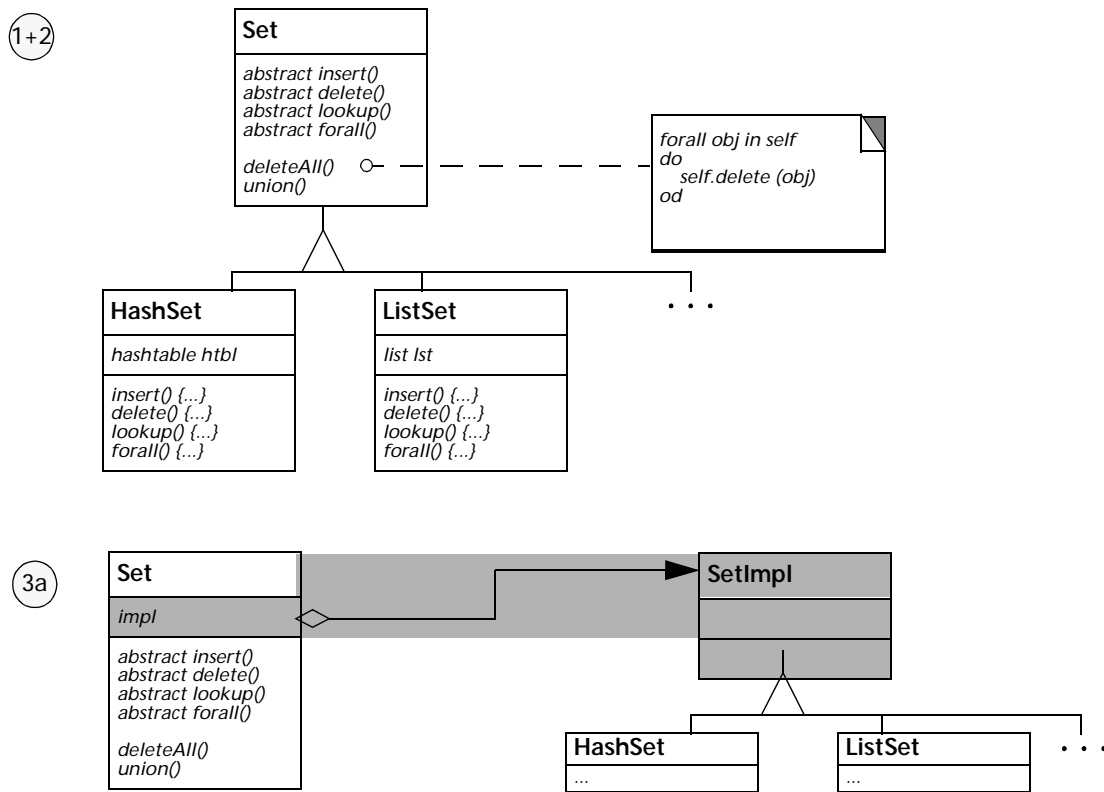 1+2
Set
abstract insert()
abstract delete()
abstract lookup()
abstract forall()
deleteAll()
union()
forall obj in self
do
self.delete (obj)
od
HashSet
hashtable htbl
insert() {...}
delete() {...}
lookup() {...}
forall() {...}
ListSet
list lst
insert() {...}
delete() {...}
lookup() {...}
forall() {...}
. . .
3a
Set
impl
abstract insert()
abstract delete()
abstract lookup()
abstract forall()
deleteAll()
union()
SetImpl
HashSet
...
ListSet
...
. . .